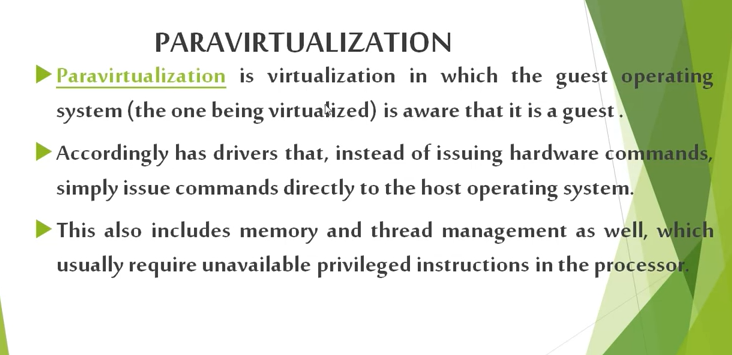 PARAVIRTUALIZATION
Paravirtualization is virtualization in which the guest operating
system (the one being virtualized) is aware that it is a guest .
Accordingly has drivers that, instead of issuing hardware commands,
simply issue commands directly to the host operating system.
This also includes memory and thread management as well, which
usually require unavailable privileged instructions in the processor.